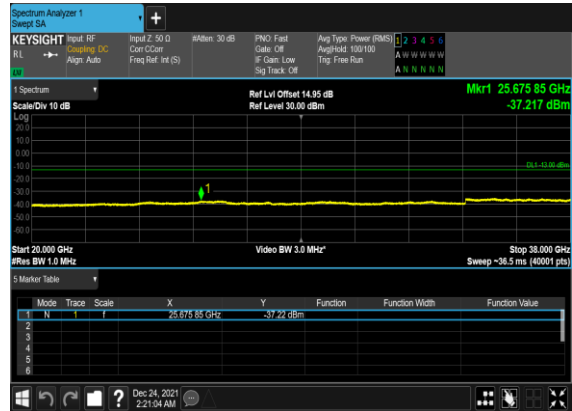 Spectrum Analyzer 1
Swept SA
+
KEYSIGHT Input: RF Input Z: 50 Ω #Atten: 30 dB PNO: Fast Avg Type: Power (RMS) 1 2 3 4 5 6
RL Coupling: DC Corr CCorr Gate: Off Avg|Hold: 100/100 A W W W W W
Align: Auto Freq Ref: Int (S) IF Gain: Low Trig: Free Run
Sig Track: Off A N N N N N
1 Spectrum Ref Lvl Offset 14.95 dB Mkr1 25.675 85 GHz
Scale/Div 10 dB Ref Level 30.00 dBm -37.217 dBm
Log
20.0
10.0
0.00
-10.0 DL1 -13.00 dBm
-20.0
-30.0 1
-40.0
-50.0
-60.0
Start 20.000 GHz Video BW 3.0 MHz* Stop 38.000 GHz
#Res BW 1.0 MHz Sweep ~36.5 ms (40001 pts)
5 Marker Table
Mode Trace Scale X Y Function Function Width Function Value
1 N 1 f 25.675 85 GHz -37.22 dBm
2
3
4
5
6
? Dec 24, 2021
2:21:04 AM